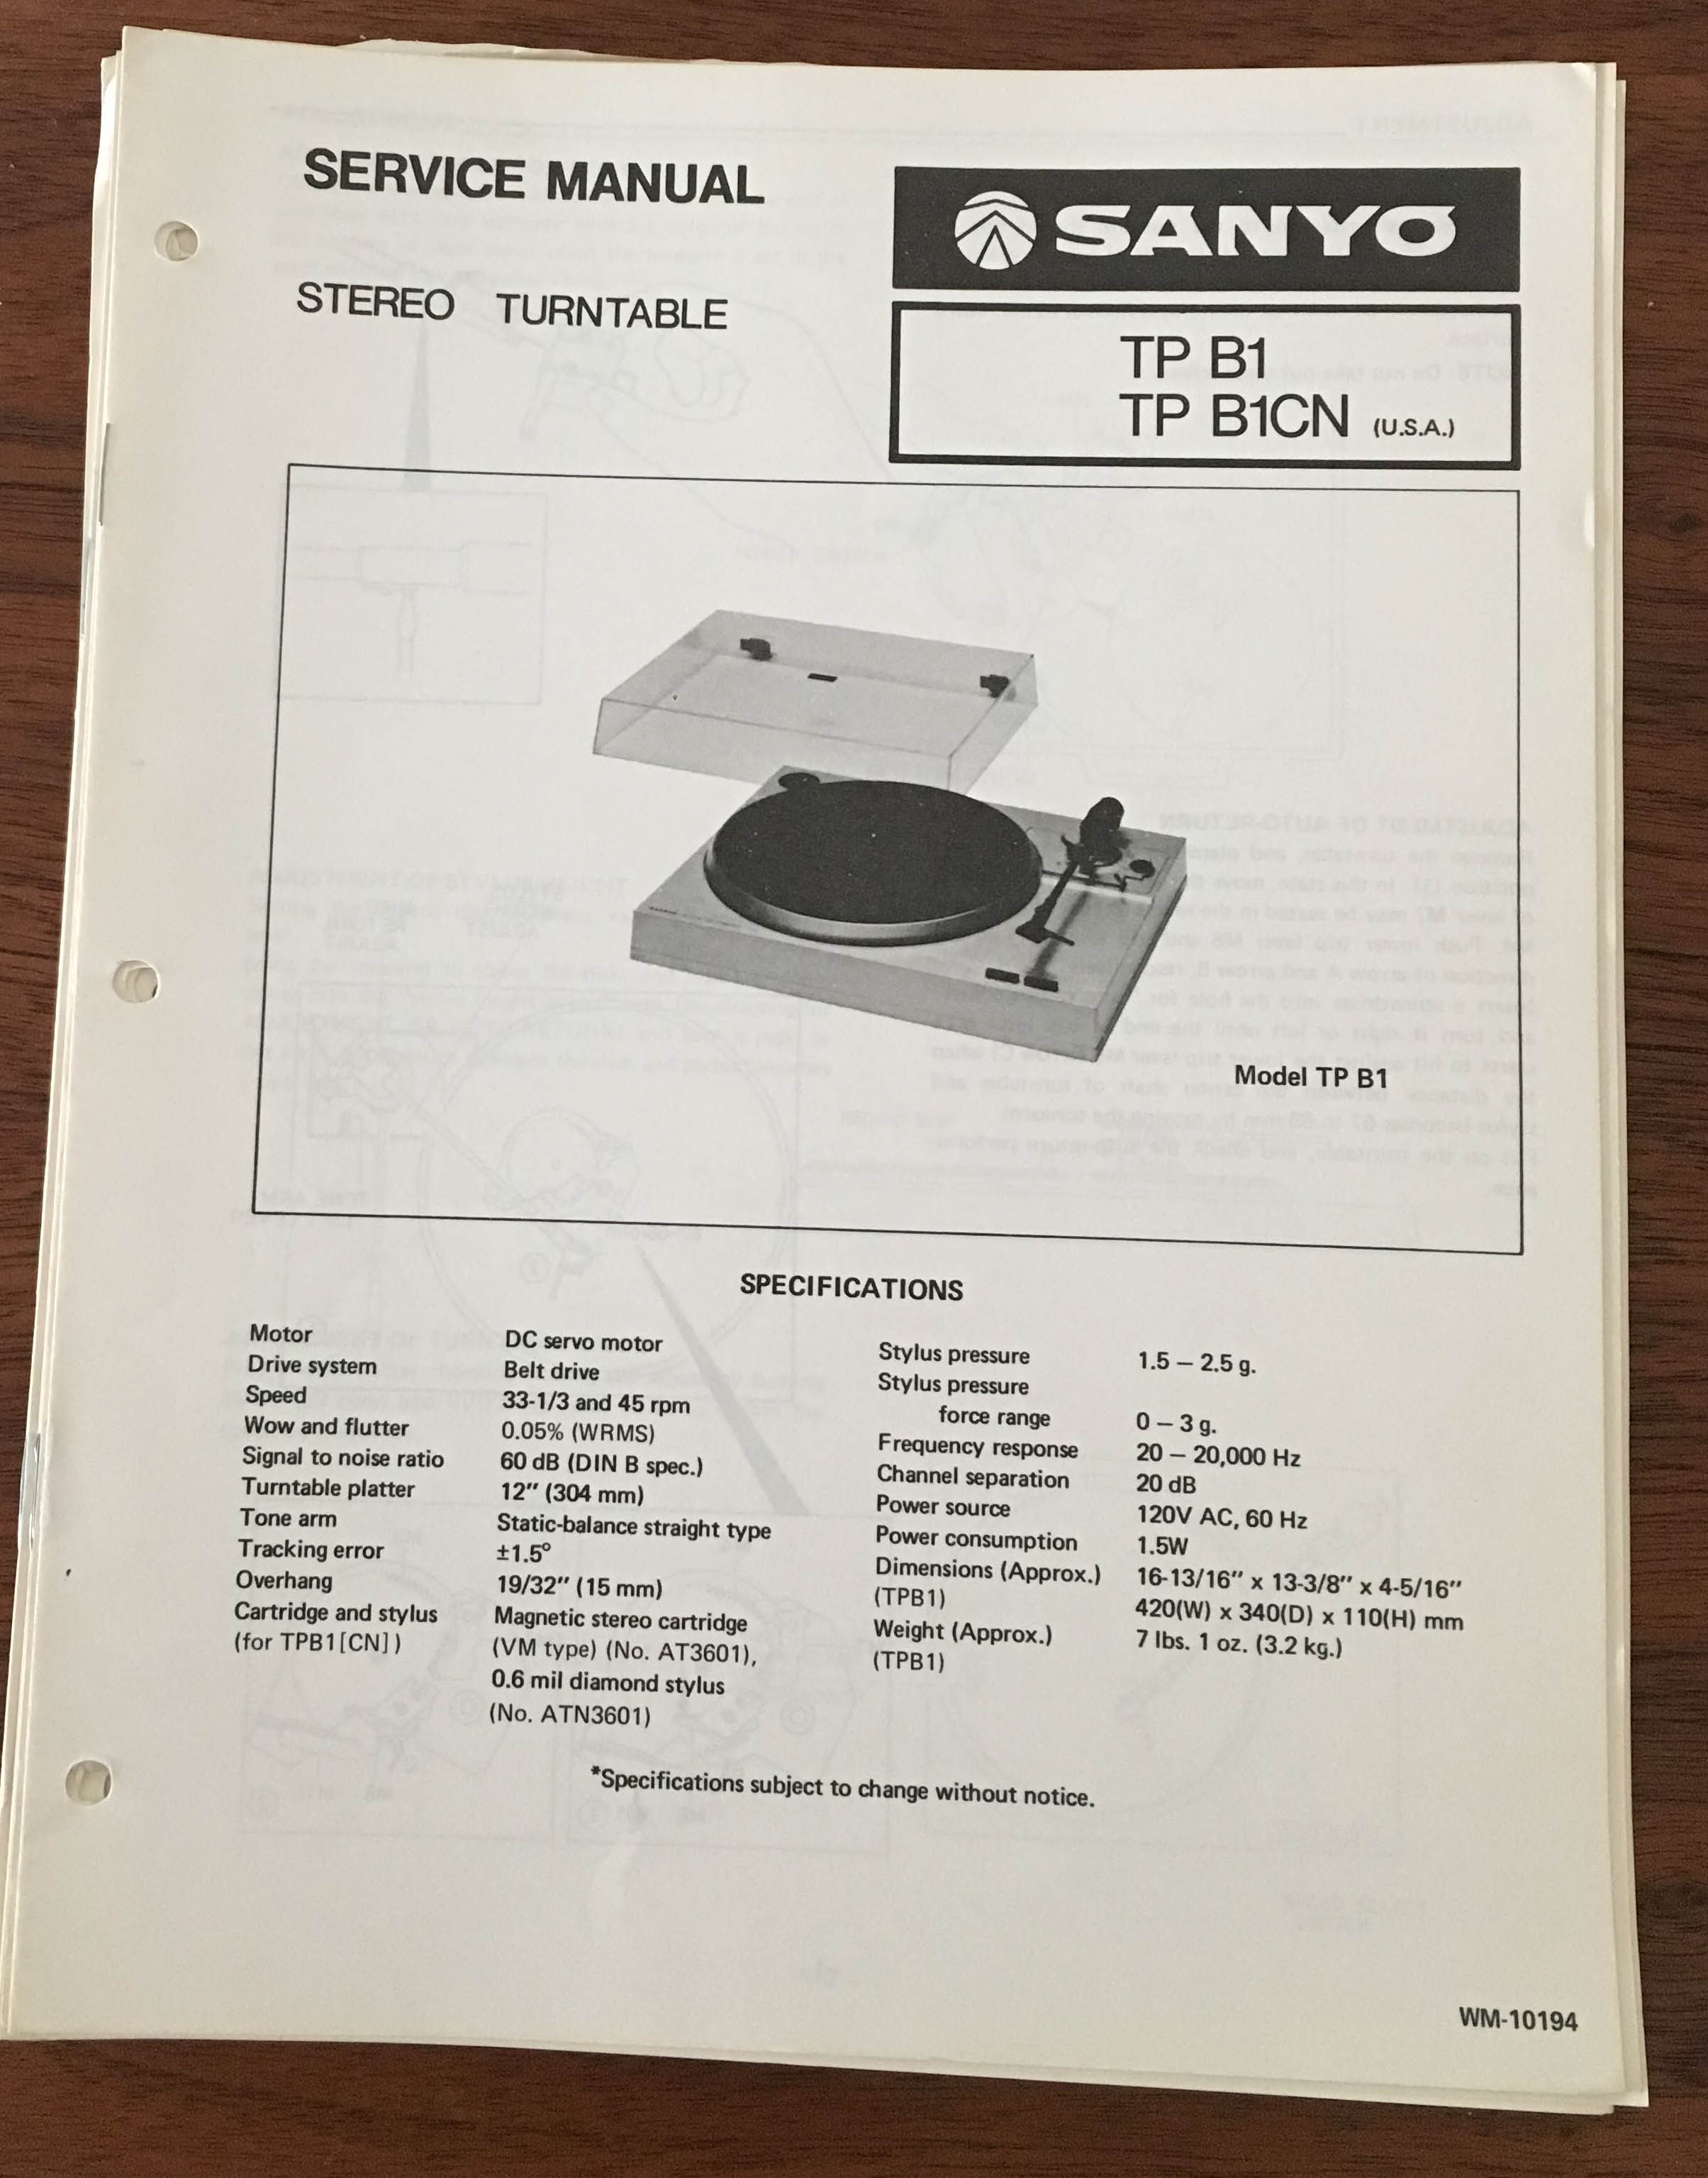 SERVICE MANUAL
SANYO
STEREO TURNTABLE
TP B1
TP B1CN (U.S.A.)
Model TP B1
SPECIFICATIONS
Motor DC servo motor
Drive system Belt drive
Speed 33-1/3 and 45 rpm
Wow and flutter 0.05% (WRMS)
Signal to noise ratio 60 dB (DIN B spec.)
Turntable platter 12″ (304 mm)
Tone arm Static-balance straight type
Tracking error ±1.5°
Overhang 19/32″ (15 mm)
Cartridge and stylus Magnetic stereo cartridge
(for TPB1[CN]) (VM type) (No. AT3601),
0.6 mil diamond stylus
(No. ATN3601)
Stylus pressure 1.5 – 2.5 g.
Stylus pressure
force range 0 – 3 g.
Frequency response 20 – 20,000 Hz
Channel separation 20 dB
Power source 120V AC, 60 Hz
Power consumption 1.5W
Dimensions (Approx.) 16-13/16″ x 13-3/8″ x 4-5/16″
(TPB1) 420(W) x 340(D) x 110(H) mm
Weight (Approx.) 7 lbs. 1 oz. (3.2 kg.)
(TPB1)
*Specifications subject to change without notice.
WM-10194